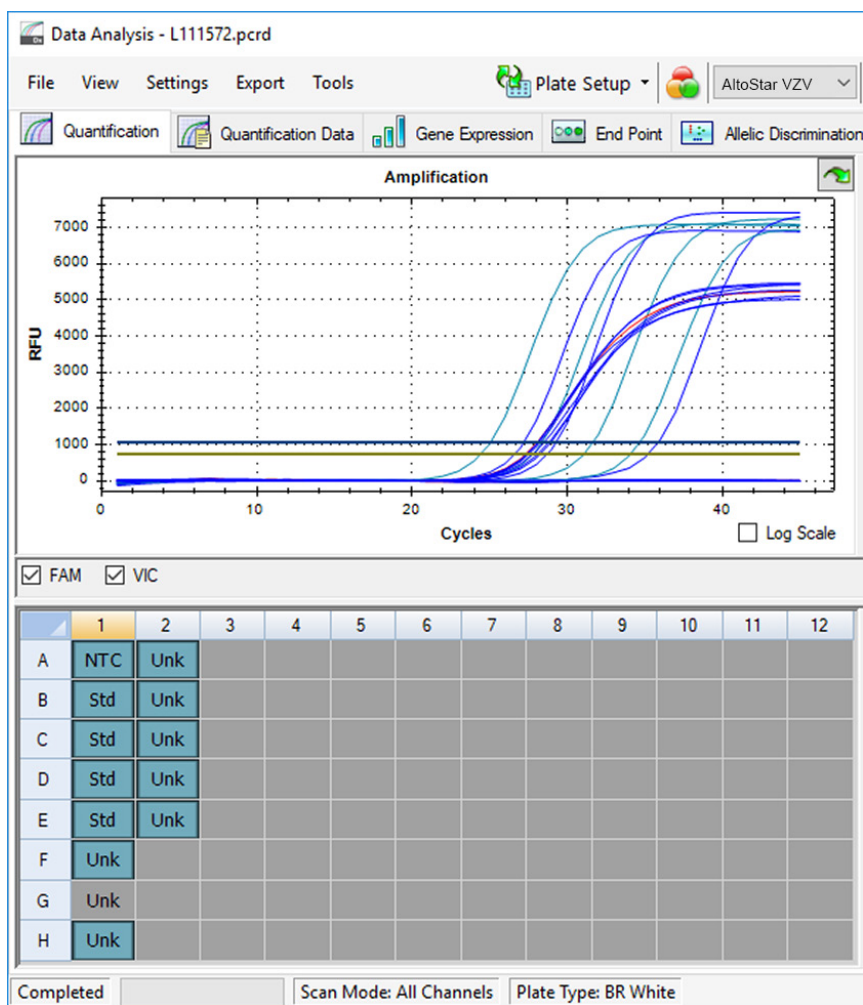 Data Analysis - L111572.pcrd
File View Settings Export Tools Plate Setup AltoStar VZV
Quantification Quantification Data Gene Expression End Point Allelic Discrimination
Amplification
7000
6000
5000
4000
3000
2000
1000
0
RFU
0 10 20 30 40
Cycles
Log Scale
FAM VIC
1 2 3 4 5 6 7 8 9 10 11 12
A NTC Unk
B Std Unk
C Std Unk
D Std Unk
E Std Unk
F Unk
G Unk
H Unk
Completed Scan Mode: All Channels Plate Type: BR White